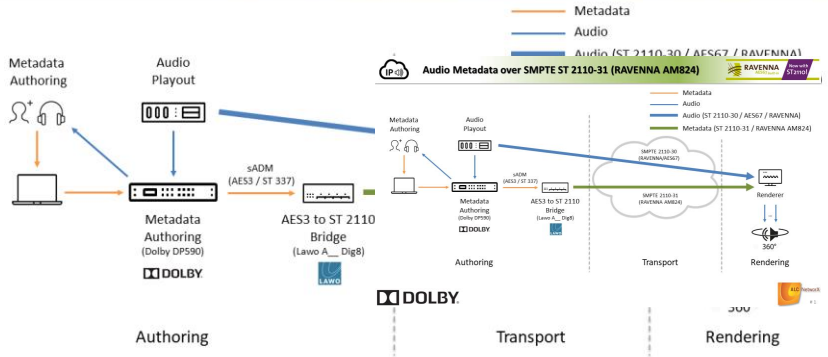 Metadata
Audio
Audio (ST 2110-30 / AES67 / RAVENNA)
Metadata
Authoring
Audio
Playout
sADM
(AES3 / ST 337)
Metadata
Authoring
(Dolby DP590)
DOLBY
AES3 to ST 2110
Bridge
(Lawo A__ Dig8)
LAWO
Authoring
Transport
Rendering
360°
IP
Audio Metadata over SMPTE ST 2110-31 (RAVENNA AM824)
RAVENNA
Now with
ST2110!
Metadata
Audio
Audio (ST 2110-30 / AES67 / RAVENNA)
Metadata (ST 2110-31 / RAVENNA AM824)
Metadata
Authoring
Audio
Playout
sADM
(AES3 / ST 337)
Metadata
Authoring
(Dolby DP590)
DOLBY
AES3 to ST 2110
Bridge
(Lawo A__ Dig8)
LAWO
SMPTE 2110-30
(RAVENNA/AES67)
SMPTE 2110-31
(RAVENNA AM824)
Renderer
360°
Authoring
Transport
Rendering
DOLBY
ALC Network